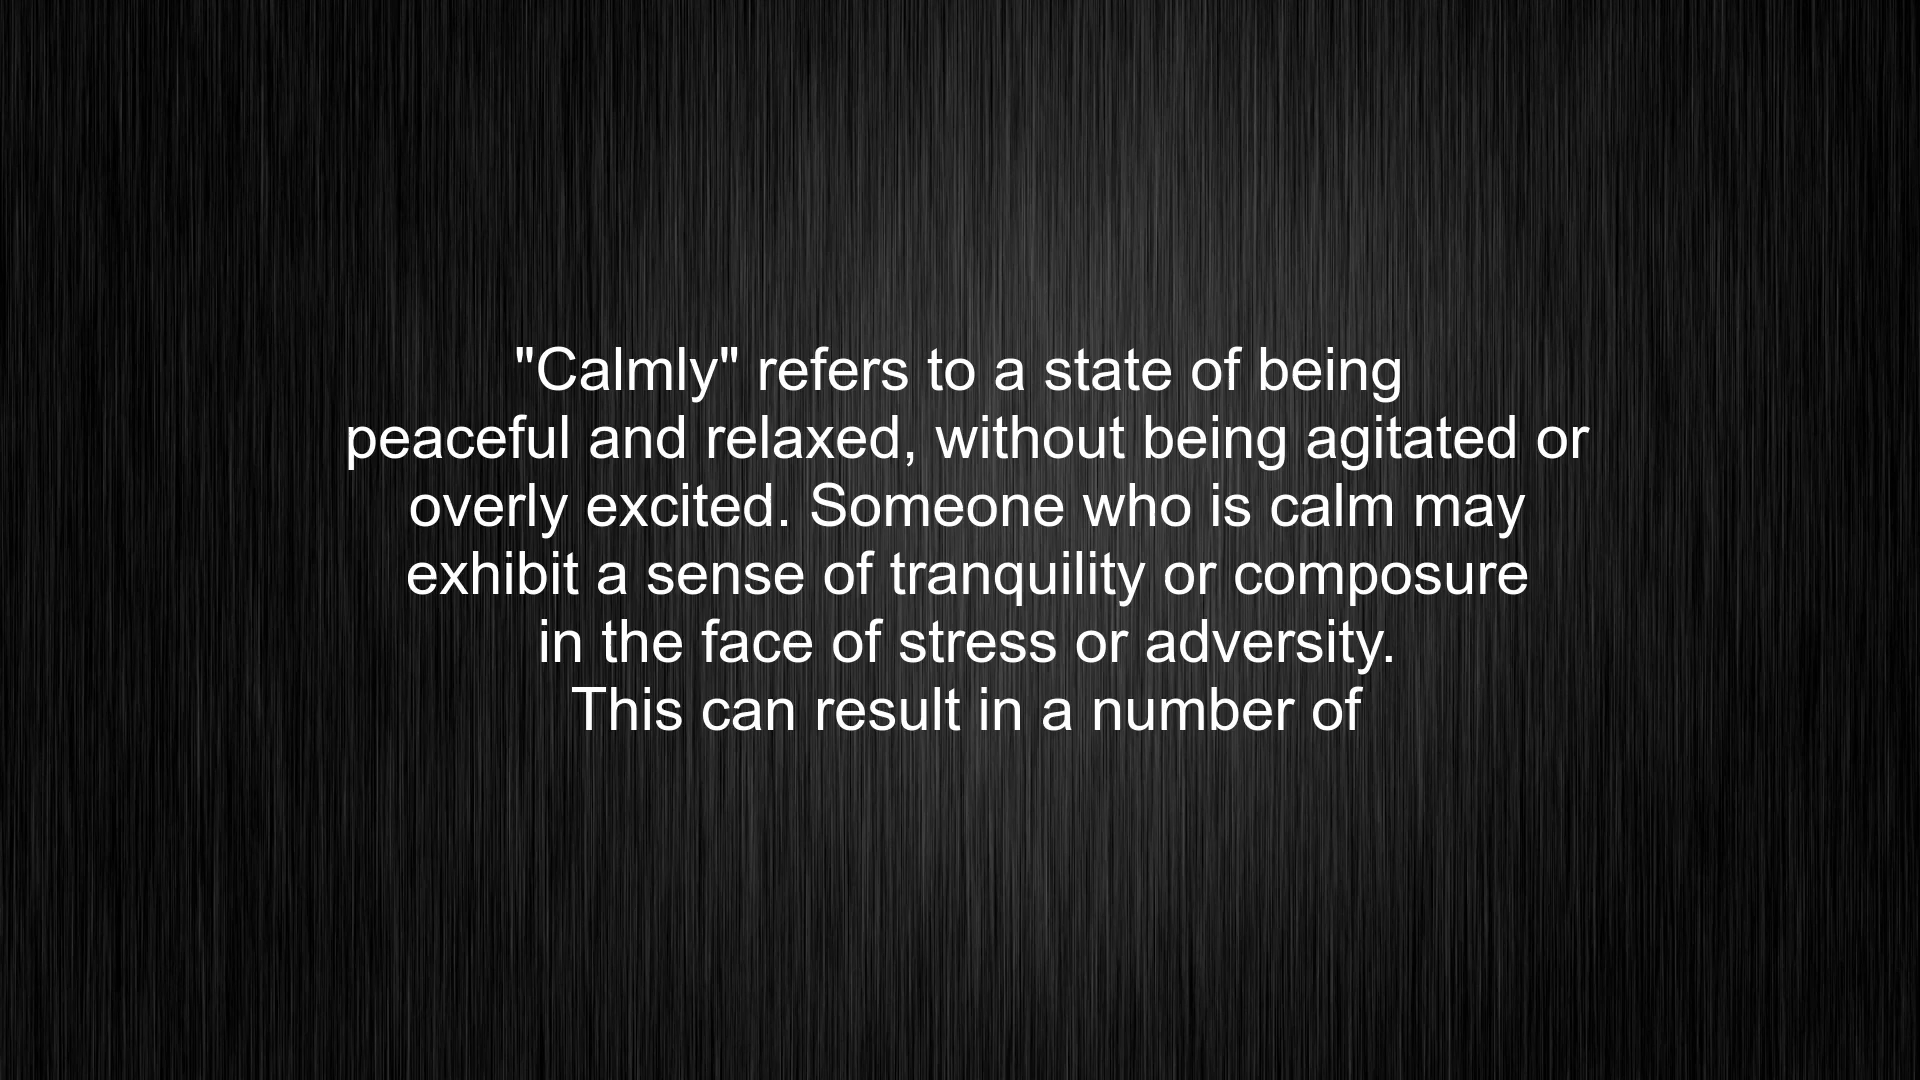 "Calmly" refers to a state of being
peaceful and relaxed, without being agitated or
overly excited. Someone who is calm may
exhibit a sense of tranquility or composure
in the face of stress or adversity.
This can result in a number of